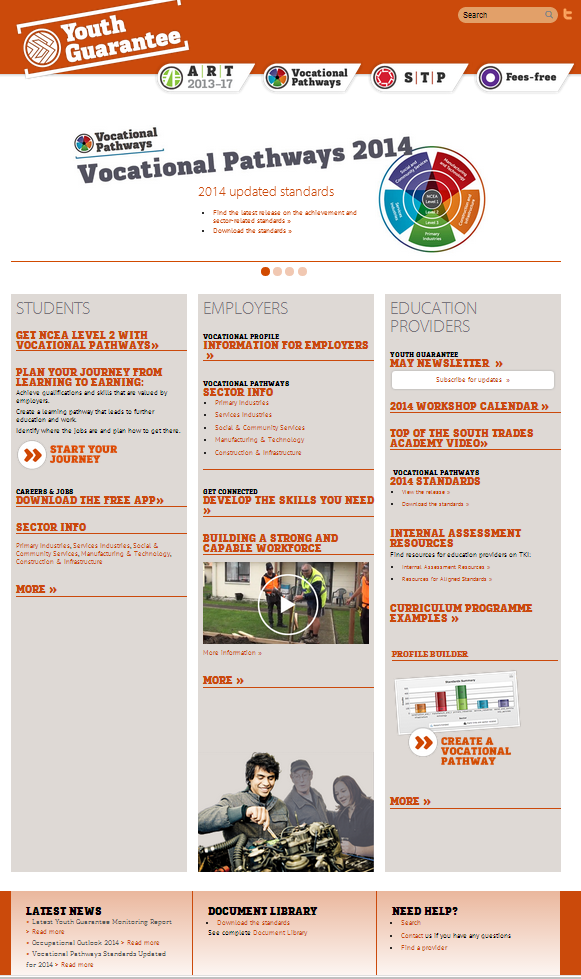 Youth
Guarantee
Search
A|R|T
2013-17
Vocational
Pathways
S|T|P
Fees-free
Vocational
Pathways
Vocational Pathways 2014
2014 updated standards
Find the latest release on the achievement and
sector-related standards »
Download the standards »
Social and
Community Services
Manufacturing
and Technology
Services
Industries
Construction and
Infrastructure
Primary
Industries
NCEA
Level 1
Level 2
Level 3
STUDENTS
GET NCEA LEVEL 2 WITH
VOCATIONAL PATHWAYS»
PLAN YOUR JOURNEY FROM
LEARNING TO EARNING:
Achieve qualifications and skills that are valued by
employers.
Create a learning pathway that leads to further
education and work.
Identify where the jobs are and plan how to get there.
START YOUR
JOURNEY
CAREERS & JOBS
DOWNLOAD THE FREE APP»
SECTOR INFO
Primary Industries, Services Industries, Social &
Community Services, Manufacturing & Technology,
Construction & Infrastructure
MORE »
EMPLOYERS
VOCATIONAL PROFILE
INFORMATION FOR EMPLOYERS
»
VOCATIONAL PATHWAYS
SECTOR INFO
Primary Industries
Services Industries
Social & Community Services
Manufacturing & Technology
Construction & Infrastructure
GET CONNECTED
DEVELOP THE SKILLS YOU NEED
»
BUILDING A STRONG AND
CAPABLE WORKFORCE
More Information »
MORE »
EDUCATION
PROVIDERS
YOUTH GUARANTEE
MAY NEWSLETTER »
Subscribe for updates »
2014 WORKSHOP CALENDAR »
TOP OF THE SOUTH TRADES
ACADEMY VIDEO»
VOCATIONAL PATHWAYS
2014 STANDARDS
View the release »
Download the standards »
INTERNAL ASSESSMENT
RESOURCES
Find resources for education providers on TKI:
Internal Assessment Resources »
Resources for Aligned Standards »
CURRICULUM PROGRAMME
EXAMPLES »
PROFILE BUILDER
Standards Summary
CREATE A
VOCATIONAL
PATHWAY
MORE »
LATEST NEWS
• Latest Youth Guarantee Monitoring Report
> Read more
• Occupational Outlook 2014 > Read more
• Vocational Pathways Standards Updated
for 2014 > Read more
DOCUMENT LIBRARY
Download the standards
See complete Document Library
NEED HELP?
Search
Contact us if you have any questions
Find a provider